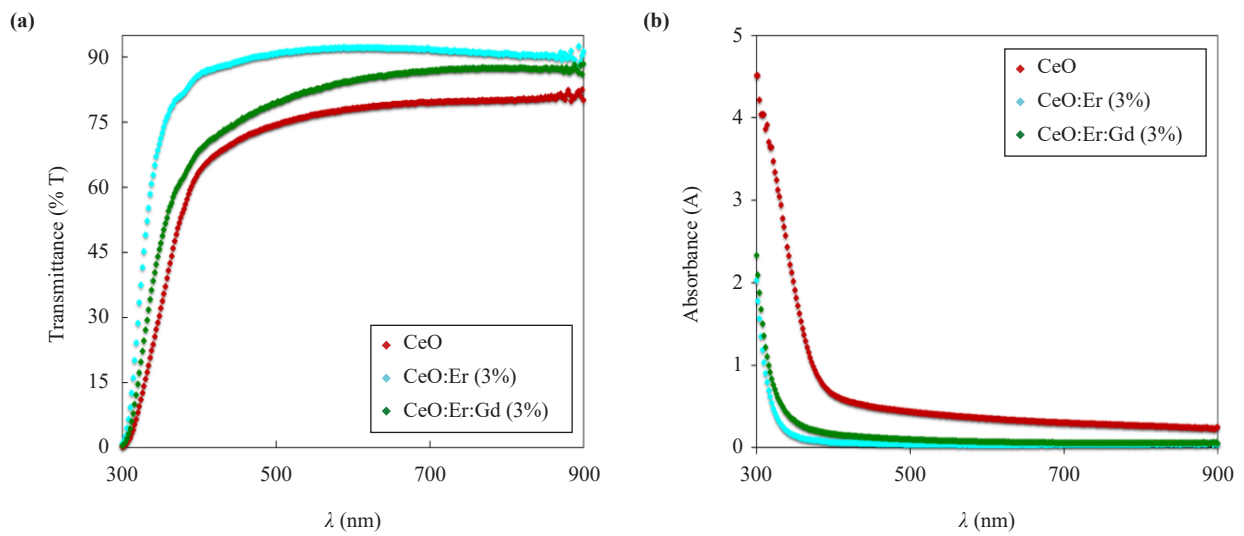 (a)
90
75
60
45
30
15
0
Transmittance (% T)
CeO
CeO:Er (3%)
CeO:Er:Gd (3%)
300
500
700
900
λ (nm)
(b)
5
4
3
2
1
0
Absorbance (A)
CeO
CeO:Er (3%)
CeO:Er:Gd (3%)
300
500
700
900
λ (nm)